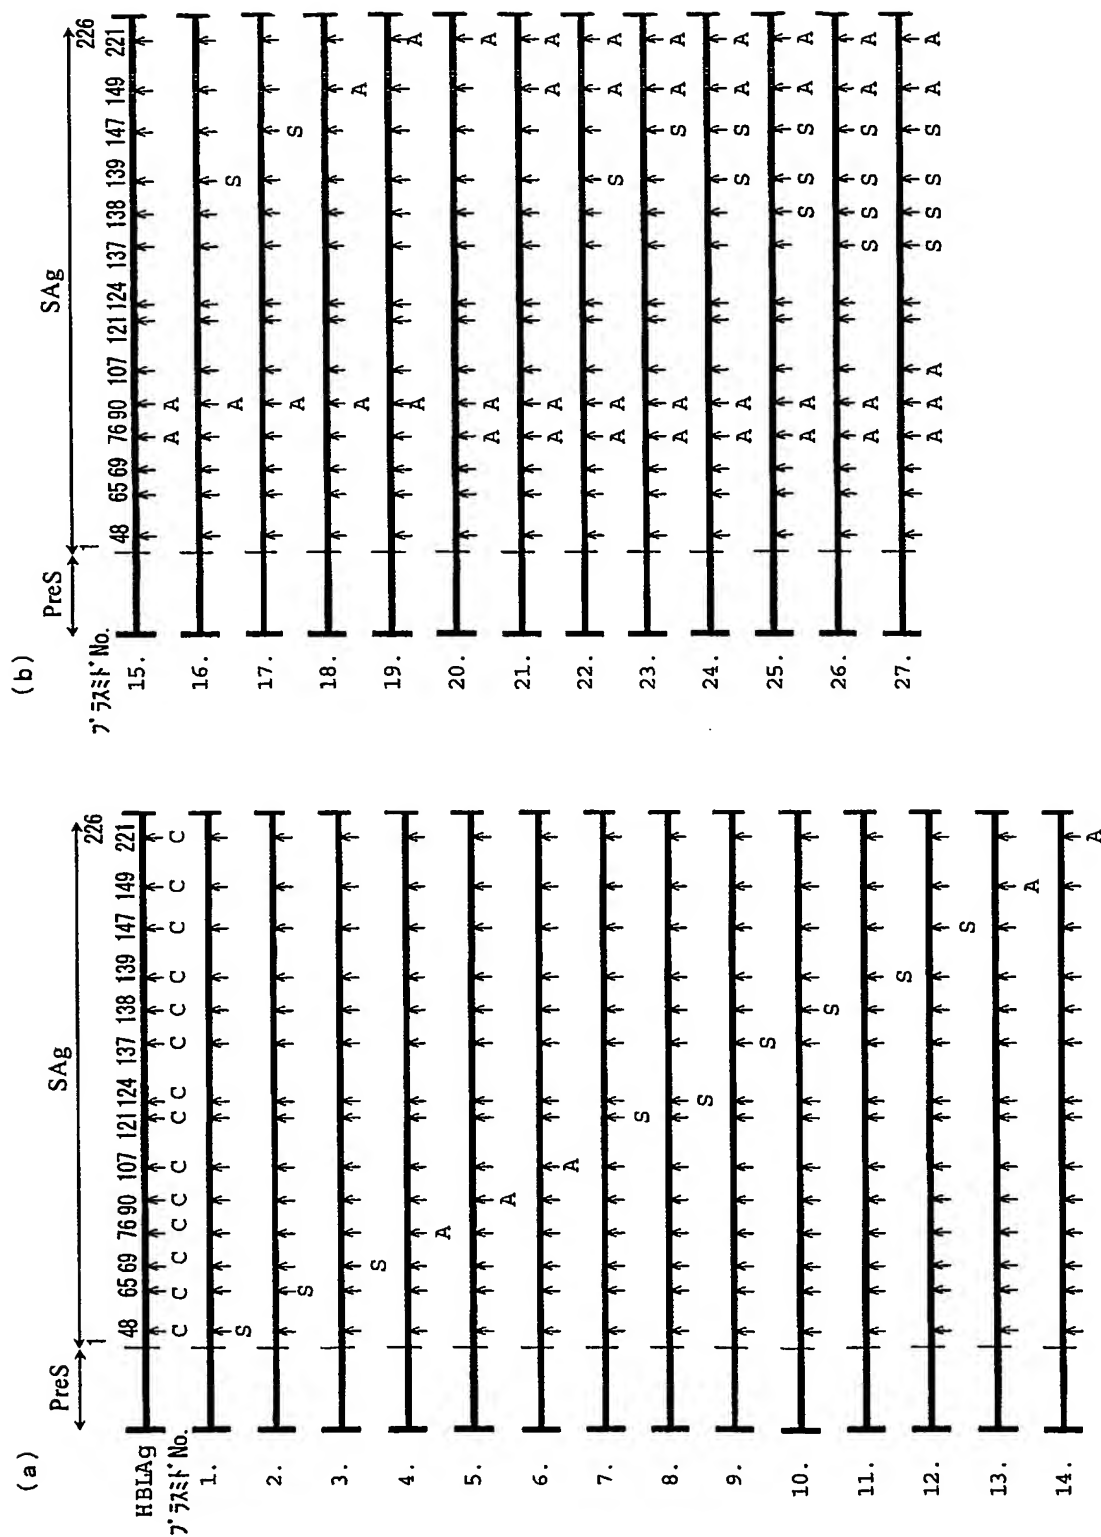 (a)
PreS
SAg
1 226
48 65 69 76 90 107 121 124 137 138 139 147 149 221
HBLAg
C C C C C C C C C C C C C C
プラスミドNo.
1.
S
2.
S
3.
S
4.
A
5.
A
6.
A
7.
S
8.
S
9.
S
10.
S
11.
S
12.
S
13.
A
14.
A
(b)
PreS
SAg
1 226
48 65 69 76 90 107 121 124 137 138 139 147 149 221
プラスミドNo.
15.
A A
16.
A S
17.
A S
18.
A A
19.
A A
20.
A A A
21.
A A A A
22.
A A S A A
23.
A A S A A
24.
A A S S A A
25.
A A S S S A A
26.
A A S S S S A A
27.
A A A S S S S A A